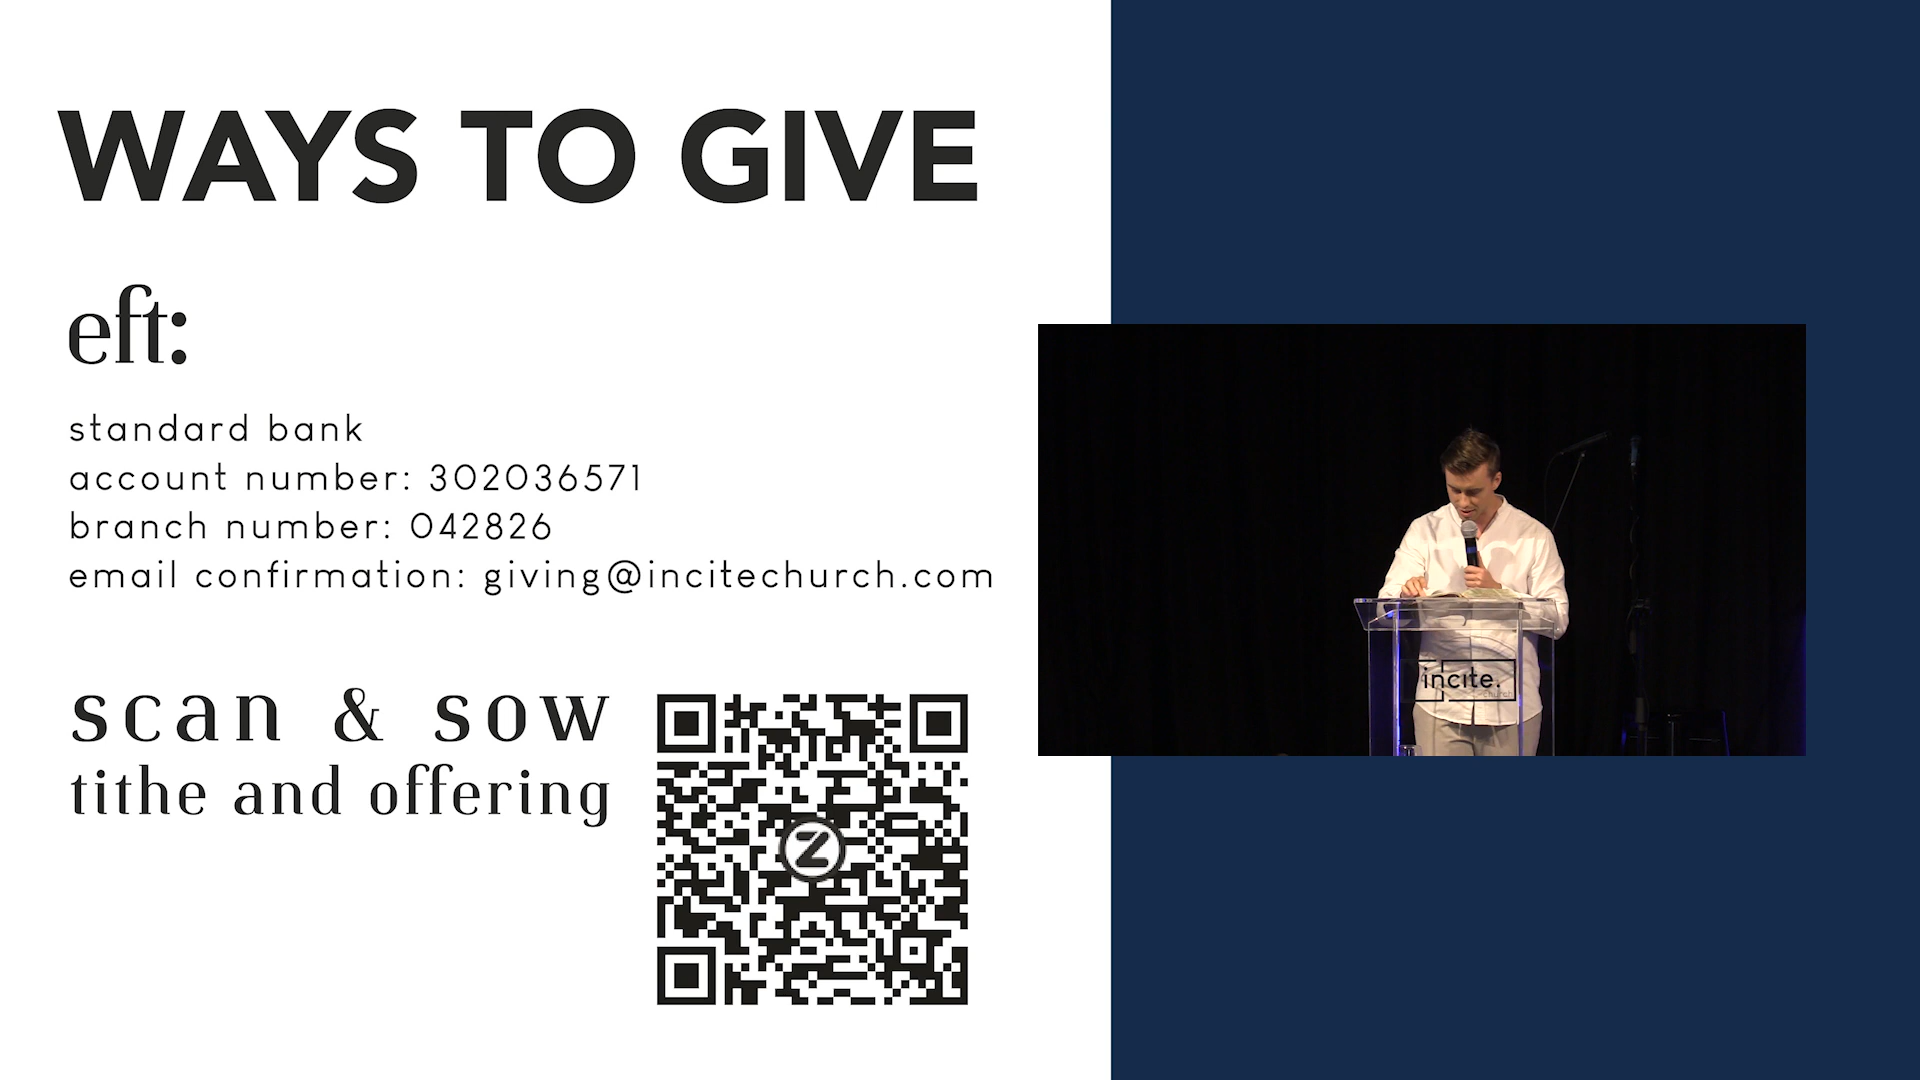 WAYS TO GIVE
eft:
standard bank
account number: 302036571
branch number: 042826
email confirmation: giving@incitechurch.com
scan & sow
tithe and offering
Z
incite.
church